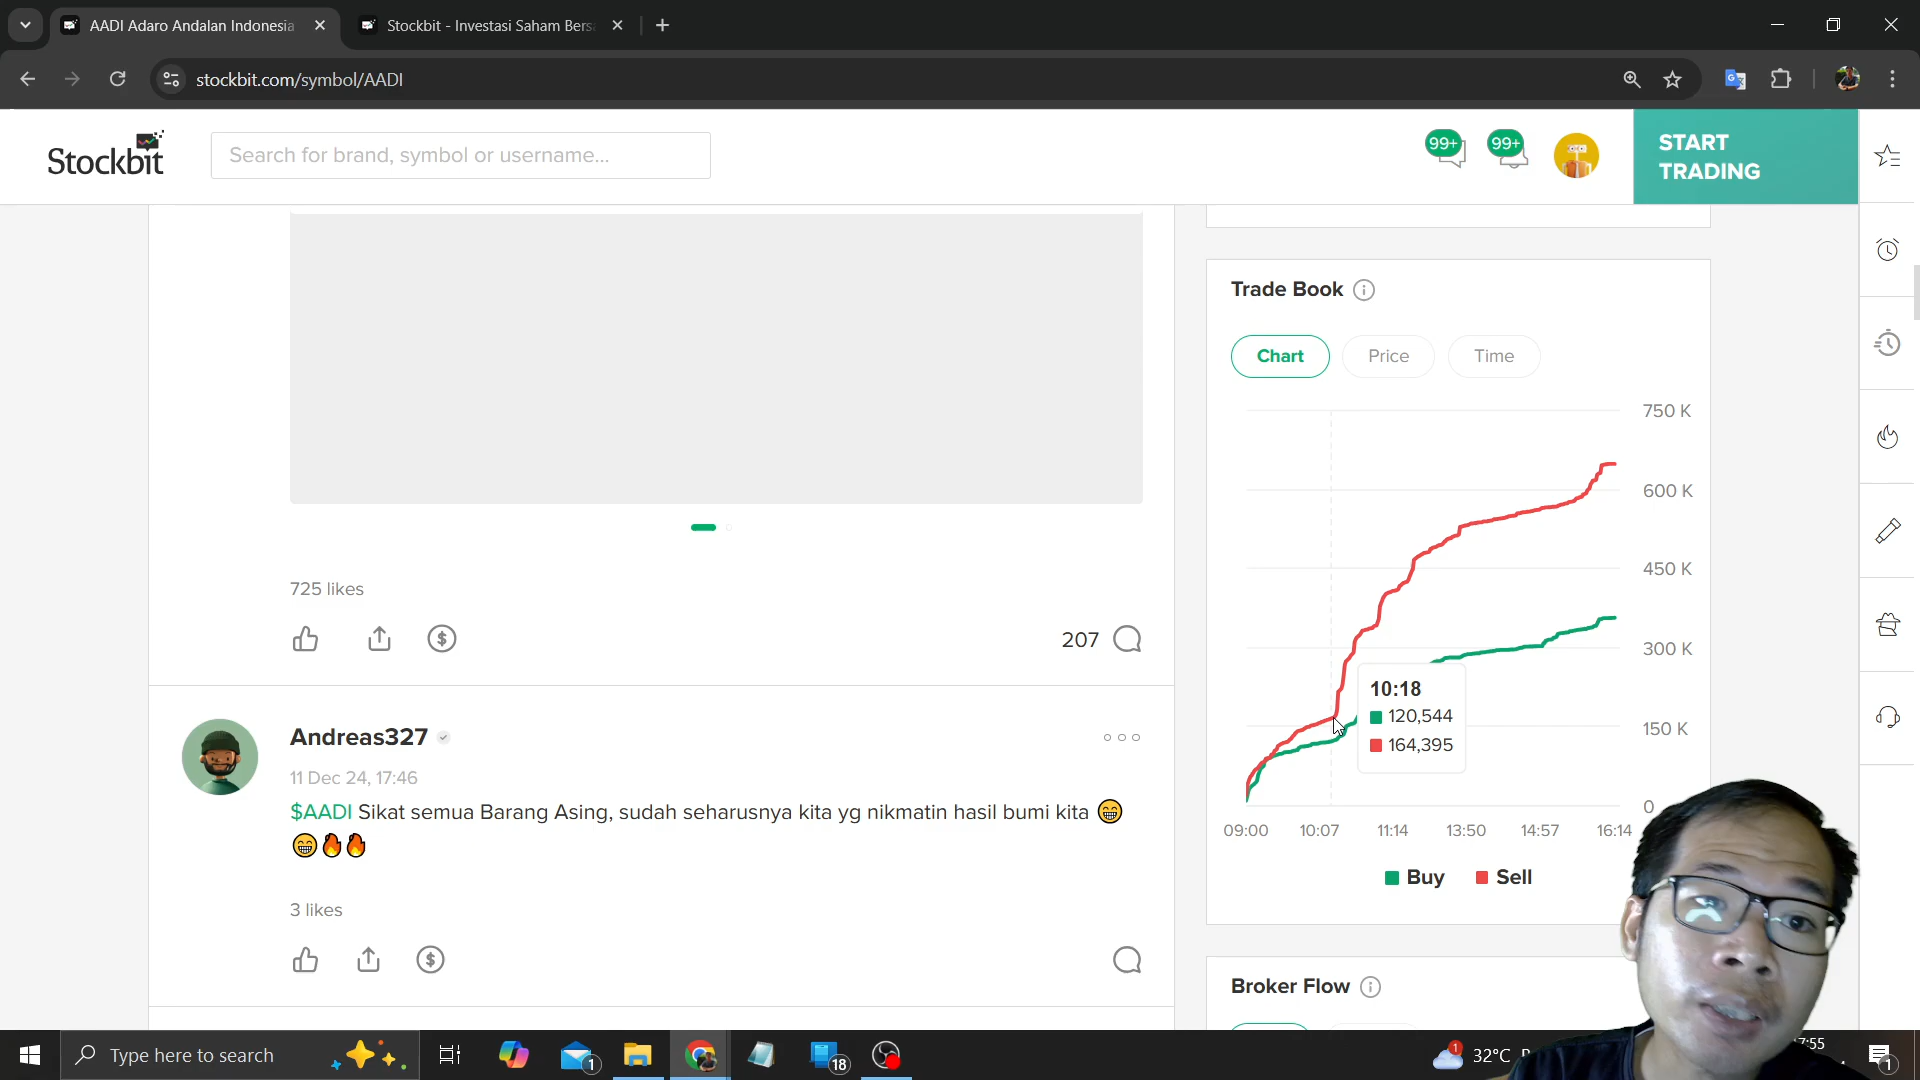 AADI Adaro Andalan Indonesia
Stockbit - Investasi Saham Bers
stockbit.com/symbol/AADI
Stockbit
Search for brand, symbol or username...
99+
99+
START
TRADING
Trade Book
Chart
Price
Time
750 K
600 K
450 K
300 K
150 K
0
10:18
120,544
164,395
09:00
10:07
11:14
13:50
14:57
16:14
Buy
Sell
725 likes
207
Andreas327
11 Dec 24, 17:46
$AADI Sikat semua Barang Asing, sudah seharusnya kita yg nikmatin hasil bumi kita 😁
😁🔥🔥
3 likes
Broker Flow
Type here to search
1
18
1
32°C
7:55
1